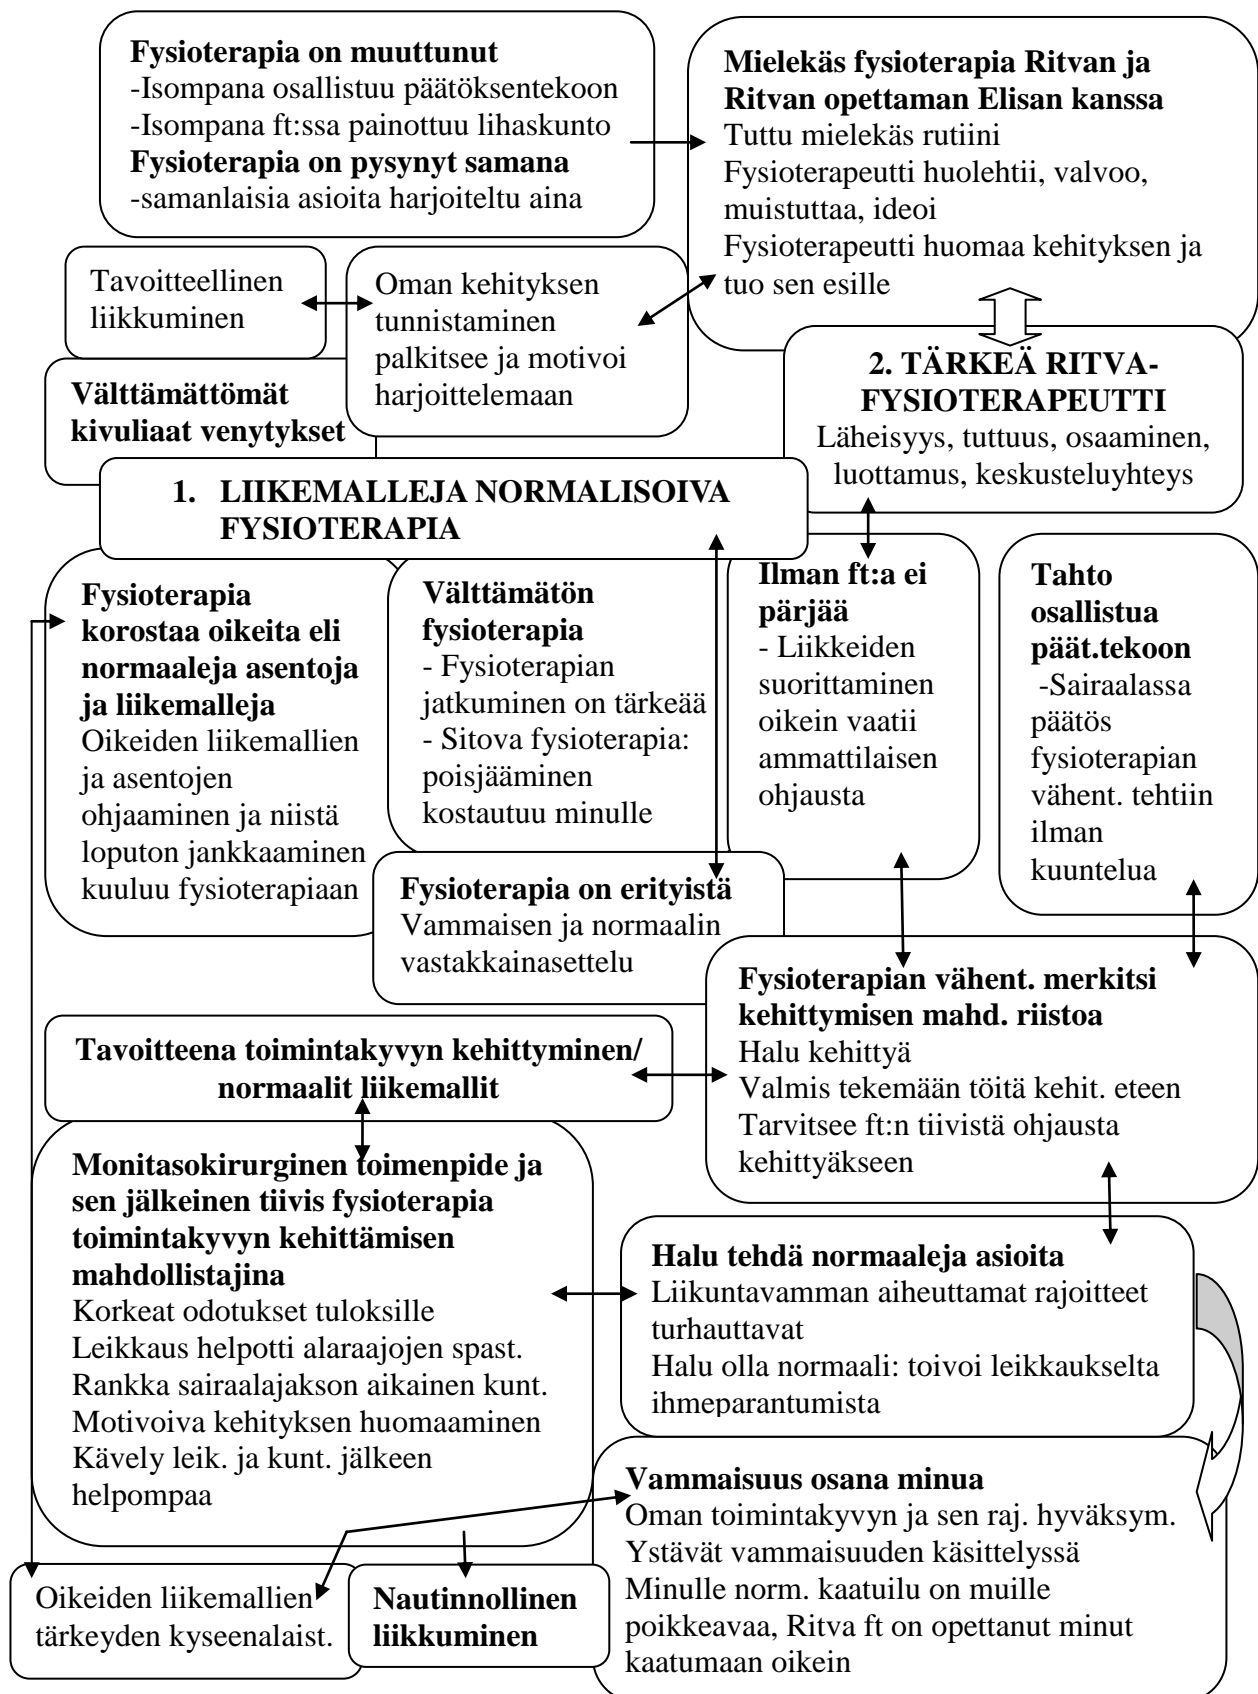 Fysioterapia on muuttunut
-Isompana osallistuu päätöksentekoon
-Isompana ft:ssa painottuu lihaskunto
Fysioterapia on pysynyt samana
-samanlaisia asioita harjoiteltu aina
Mielekäs fysioterapia Ritvan ja
Ritvan opettaman Elisan kanssa
Tuttu mielekäs rutiini
Fysioterapeutti huolehtii, valvoo,
muistuttaa, ideoi
Fysioterapeutti huomaa kehityksen ja
tuo sen esille
Tavoitteellinen
liikkuminen
Oman kehityksen
tunnistaminen
palkitsee ja motivoi
harjoittelemaan
Välttämättömät
kivuliaat venytykset
2. TÄRKEÄ RITVA-
FYSIOTERAPEUTTI
Läheisyys, tuttuus, osaaminen,
luottamus, keskusteluyhteys
1. LIIKEMALLEJA NORMALISOIVA
FYSIOTERAPIA
Fysioterapia
korostaa oikeita eli
normaaleja asentoja
ja liikemalleja
Oikeiden liikemallien
ja asentojen
ohjaaminen ja niistä
loputon jankkaaminen
kuuluu fysioterapiaan
Välttämätön
fysioterapia
- Fysioterapian
jatkuminen on tärkeää
- Sitova fysioterapia:
poisjääminen
kostautuu minulle
Ilman ft:a ei
pärjää
- Liikkeiden
suorittaminen
oikein vaatii
ammattilaisen
ohjausta
Tahto
osallistua
päät.tekoon
-Sairaalassa
päätös
fysioterapian
vähent. tehtiin
ilman
kuuntelua
Fysioterapia on erityistä
Vammaisen ja normaalin
vastakkainasettelu
Fysioterapian vähent. merkitsi
kehittymisen mahd. riistoa
Halu kehittyä
Valmis tekemään töitä kehit. eteen
Tarvitsee ft:n tiivistä ohjausta
kehittyäkseen
Tavoitteena toimintakyvyn kehittyminen/
normaalit liikemallit
Monitasokirurginen toimenpide ja
sen jälkeinen tiivis fysioterapia
toimintakyvyn kehittämisen
mahdollistajina
Korkeat odotukset tuloksille
Leikkaus helpotti alaraajojen spast.
Rankka sairaalajakson aikainen kunt.
Motivoiva kehityksen huomaaminen
Kävely leik. ja kunt. jälkeen
helpompaa
Halu tehdä normaaleja asioita
Liikuntavamman aiheuttamat rajoitteet
turhauttavat
Halu olla normaali: toivoi leikkaukselta
ihmeparantumista
Vammaisuus osana minua
Oman toimintakyvyn ja sen raj. hyväksym.
Ystävät vammaisuuden käsittelyssä
Minulle norm. kaatuilu on muille
poikkeavaa, Ritva ft on opettanut minut
kaatumaan oikein
Oikeiden liikemallien
tärkeyden kyseenalaist.
Nautinnollinen
liikkuminen